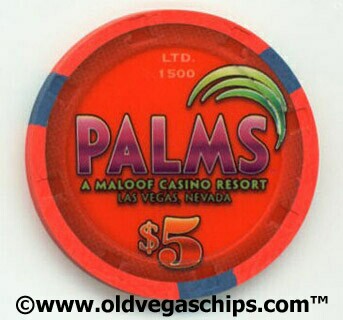 LTD.
1500
PALMS
A MALOOF CASINO RESORT
LAS VEGAS, NEVADA
$5
©www.oldvegaschips.com™